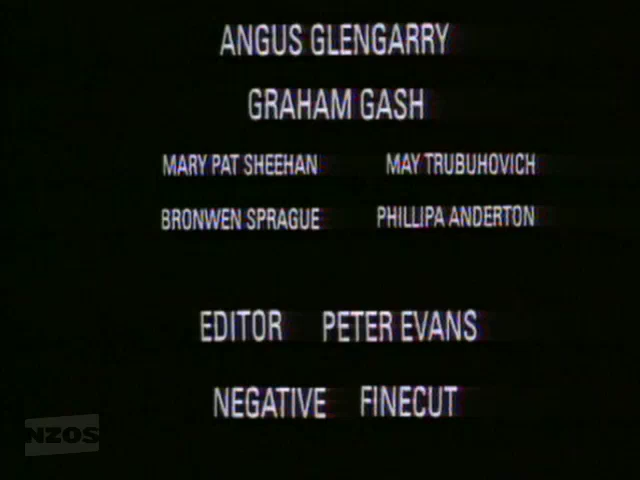 ANGUS GLENGARRY
GRAHAM GASH
MARY PAT SHEEHAN MAY TRUBUHOVICH
BRONWEN SPRAGUE PHILLIPA ANDERTON
EDITOR PETER EVANS
NEGATIVE FINECUT
NZOS